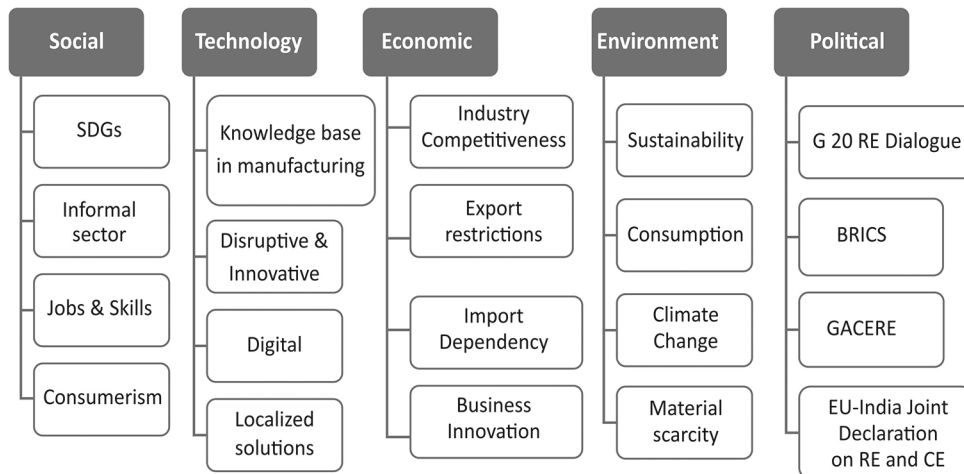 Social
SDGs
Informal
sector
Jobs & Skills
Consumerism
Technology
Knowledge base
in manufacturing
Disruptive &
Innovative
Digital
Localized
solutions
Economic
Industry
Competitiveness
Export
restrictions
Import
Dependency
Business
Innovation
Environment
Sustainability
Consumption
Climate
Change
Material
scarcity
Political
G 20 RE Dialogue
BRICS
GACERE
EU-India Joint
Declaration
on RE and CE